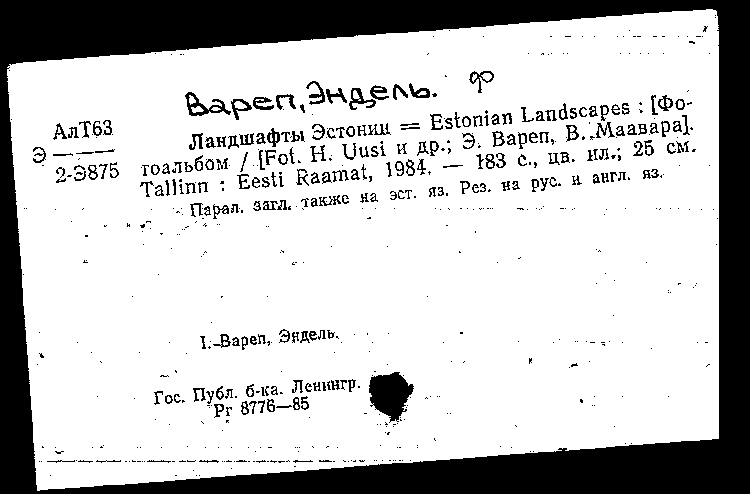 Вареп, Эндель. фо
АлТ63
Э ———
2-Э875
Ландшафты Эстонии = Estonian Landscapes : [Фо-
тоальбом / [Fot. H. Uusi и др.; Э. Вареп, В. Маавара].
Tallinn : Eesti Raamat, 1984. — 183 с., цв. ил.; 25 см.
Парал. загл. также на эст. яз. Рез. на рус. и англ. яз.
I. Вареп, Эндель.
Гос. Публ. б-ка. Ленингр.
Рг 8776—85